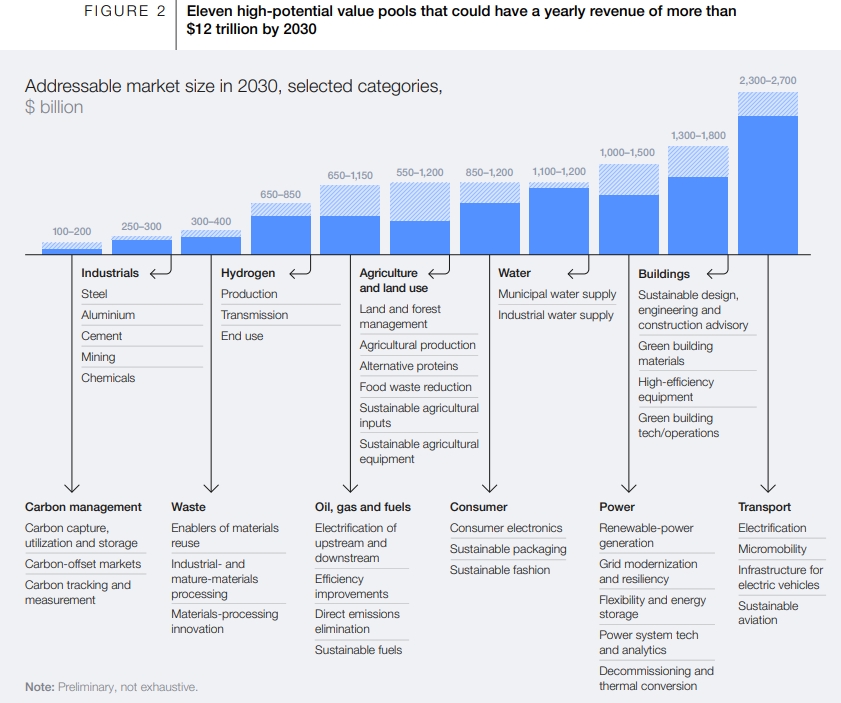 FIGURE 2
Eleven high-potential value pools that could have a yearly revenue of more than
$12 trillion by 2030
Addressable market size in 2030, selected categories,
$ billion
100–200
250–300
300–400
650–850
650–1,150
550–1,200
850–1,200
1,100–1,200
1,000–1,500
1,300–1,800
2,300–2,700
Industrials
Steel
Aluminium
Cement
Mining
Chemicals
Hydrogen
Production
Transmission
End use
Agriculture
and land use
Land and forest
management
Agricultural production
Alternative proteins
Food waste reduction
Sustainable agricultural
inputs
Sustainable agricultural
equipment
Water
Municipal water supply
Industrial water supply
Buildings
Sustainable design,
engineering and
construction advisory
Green building
materials
High-efficiency
equipment
Green building
tech/operations
Carbon management
Carbon capture,
utilization and storage
Carbon-offset markets
Carbon tracking and
measurement
Waste
Enablers of materials
reuse
Industrial- and
mature-materials
processing
Materials-processing
innovation
Oil, gas and fuels
Electrification of
upstream and
downstream
Efficiency
improvements
Direct emissions
elimination
Sustainable fuels
Consumer
Consumer electronics
Sustainable packaging
Sustainable fashion
Power
Renewable-power
generation
Grid modernization
and resiliency
Flexibility and energy
storage
Power system tech
and analytics
Decommissioning and
thermal conversion
Transport
Electrification
Micromobility
Infrastructure for
electric vehicles
Sustainable
aviation
Note: Preliminary, not exhaustive.